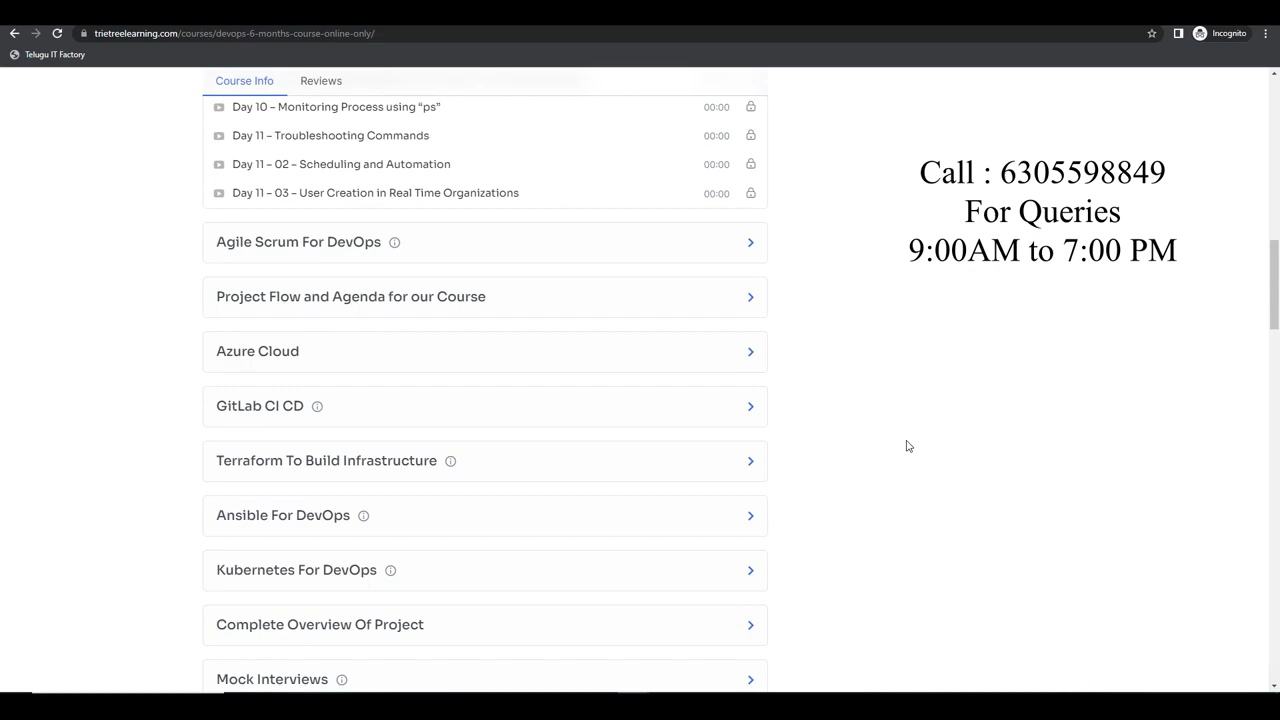 trietreelearning.com/courses/devops-6-months-course-online-only/
Incognito
Telugu IT Factory
Course Info
Reviews
Day 10 – Monitoring Process using “ps”
00:00
Day 11 – Troubleshooting Commands
00:00
Day 11 – 02 – Scheduling and Automation
00:00
Day 11 – 03 – User Creation in Real Time Organizations
00:00
Agile Scrum For DevOps
Project Flow and Agenda for our Course
Azure Cloud
GitLab CI CD
Terraform To Build Infrastructure
Ansible For DevOps
Kubernetes For DevOps
Complete Overview Of Project
Mock Interviews
Call : 6305598849
For Queries
9:00AM to 7:00 PM